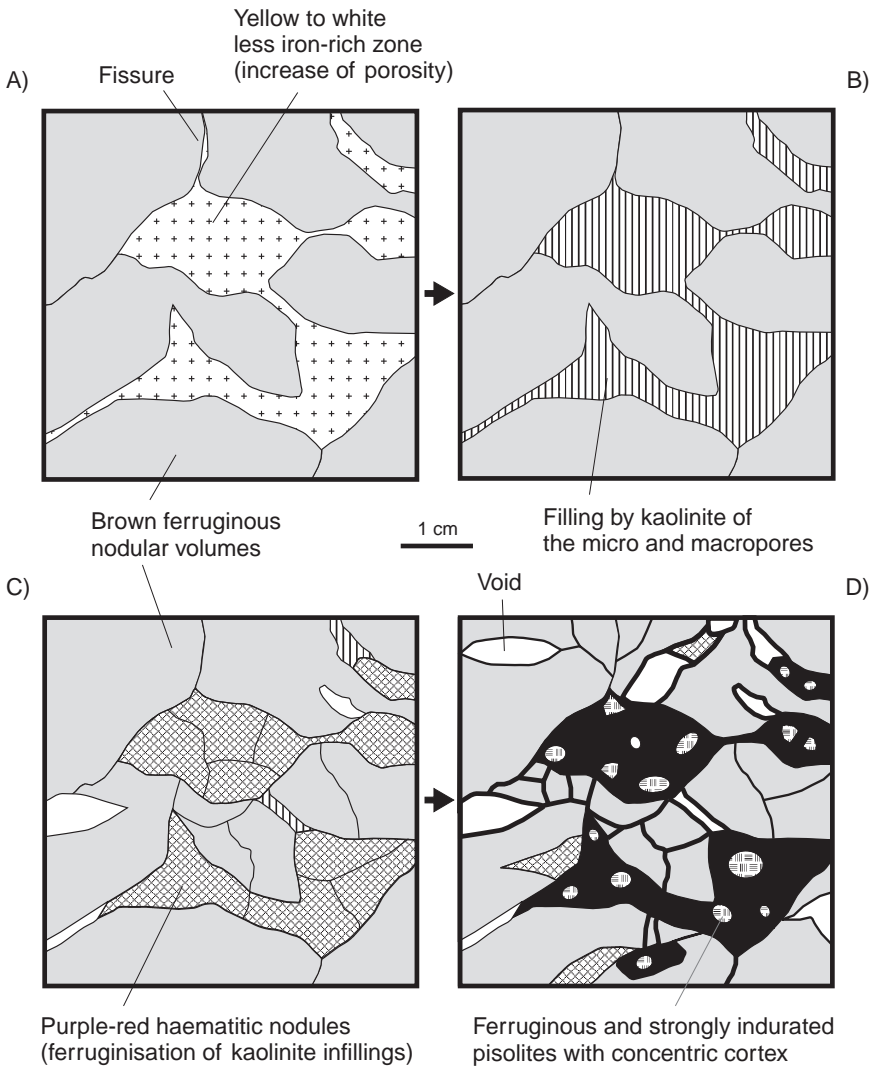 Yellow to white
less iron-rich zone
(increase of porosity)
Fissure
A)
B)
Brown ferruginous
nodular volumes
1 cm
Filling by kaolinite of
the micro and macropores
C)
Void
D)
Purple-red haematitic nodules
(ferruginisation of kaolinite infillings)
Ferruginous and strongly indurated
pisolites with concentric cortex